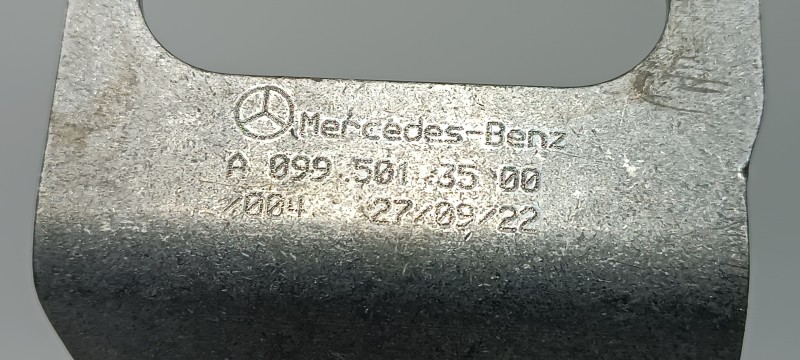 Mercedes-Benz
A 099 501 35 00
/004 27/09/22